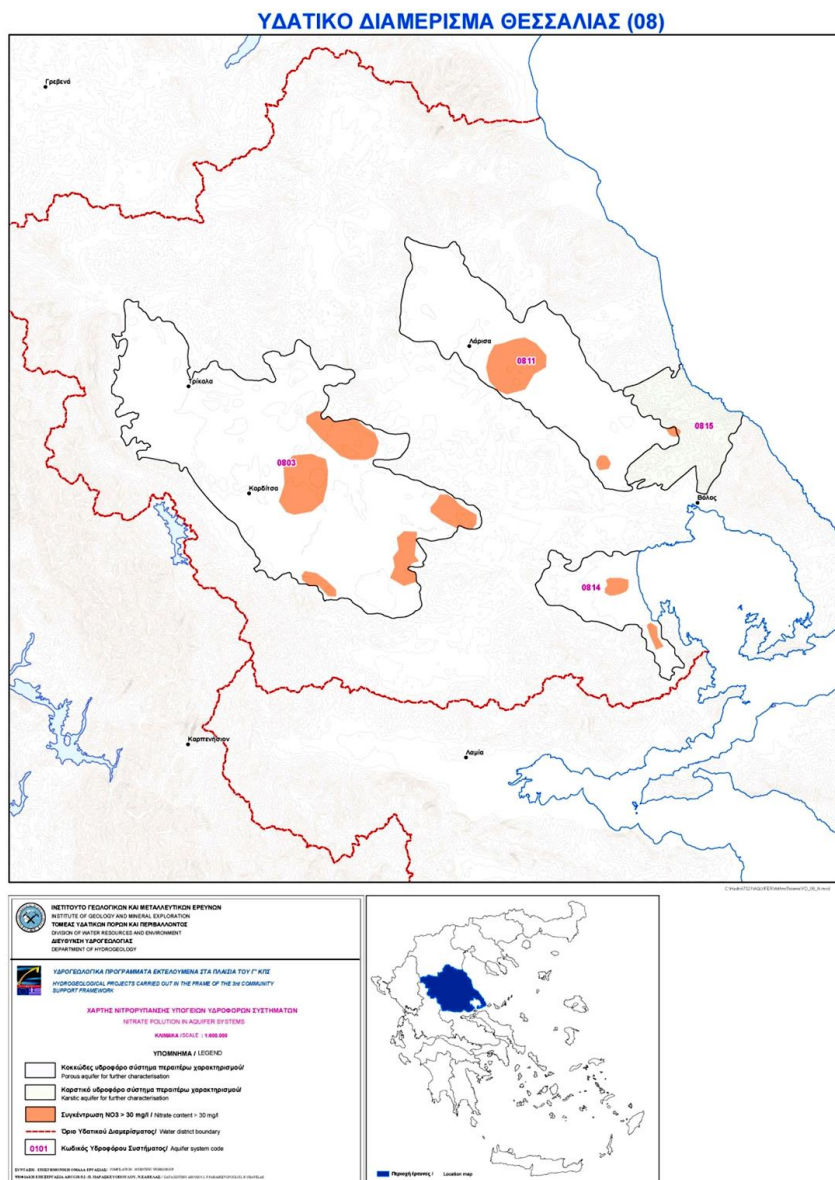 ΥΔΑΤΙΚΟ ΔΙΑΜΕΡΙΣΜΑ ΘΕΣΣΑΛΙΑΣ (08)
Γρεβενά
Λάρισα
0811
Τρίκαλα
0815
0803
Καρδίτσα
Βόλος
0814
Καρπενήσιον
Λαμία
ΙΝΣΤΙΤΟΥΤΟ ΓΕΩΛΟΓΙΚΩΝ ΚΑΙ ΜΕΤΑΛΛΕΥΤΙΚΩΝ ΕΡΕΥΝΩΝ
INSTITUTE OF GEOLOGY AND MINERAL EXPLORATION
ΤΟΜΕΑΣ ΥΔΑΤΙΚΩΝ ΠΟΡΩΝ ΚΑΙ ΠΕΡΙΒΑΛΛΟΝΤΟΣ
DIVISION OF WATER RESOURCES AND ENVIRONMENT
ΔΙΕΥΘΥΝΣΗ ΥΔΡΟΓΕΩΛΟΓΙΑΣ
DEPARTMENT OF HYDROGEOLOGY
ΥΔΡΟΓΕΩΛΟΓΙΚΑ ΠΡΟΓΡΑΜΜΑΤΑ ΕΚΤΕΛΟΥΜΕΝΑ ΣΤΑ ΠΛΑΙΣΙΑ ΤΟΥ Γ' ΚΠΣ
HYDROGEOLOGICAL PROJECTS CARRIED OUT IN THE FRAME OF THE 3rd COMMUNITY
SUPPORT FRAMEWORK
ΧΑΡΤΗΣ ΝΙΤΡΟΡΥΠΑΝΣΗΣ ΥΠΟΓΕΙΩΝ ΥΔΡΟΦΟΡΩΝ ΣΥΣΤΗΜΑΤΩΝ
NITRATE POLUTION IN AQUIFER SYSTEMS
ΚΛΙΜΑΚΑ /SCALE : 1:600.000
ΥΠΟΜΝΗΜΑ / LEGEND
Κοκκώδες υδροφόρο σύστημα περαιτέρω χαρακτηρισμού/
Porous aquifer for further characterisation
Καρστικό υδροφόρο σύστημα περαιτέρω χαρακτηρισμού/
Karstic aquifer for further characterisation
Συγκέντρωση NO3 > 30 mg/l / Nitrate content > 30 mg/l
Όριο Υδατικού Διαμερίσματος/ Water district boundary
0101 Κωδικός Υδροφόρου Συστήματος/ Aquifer system code
Περιοχή έρευνας / Location map